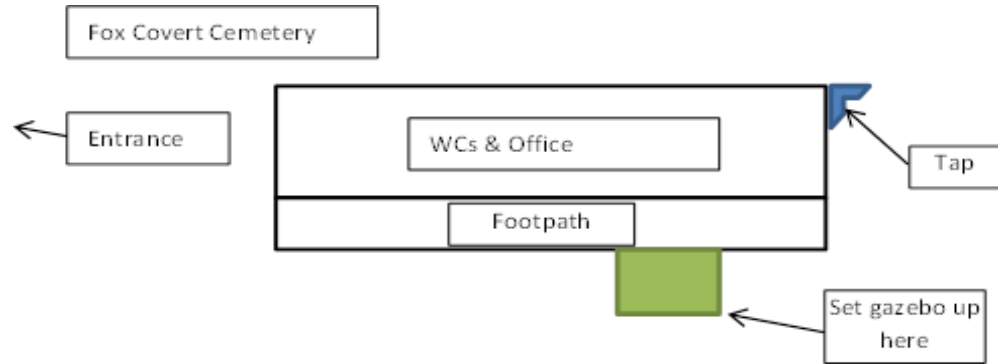 Fox Covert Cemetery
Entrance
WCs & Office
Tap
Footpath
Set gazebo up
here